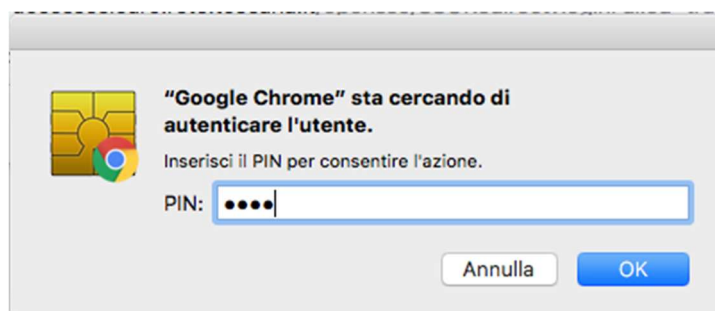 “Google Chrome” sta cercando di
autenticare l'utente.
Inserisci il PIN per consentire l'azione.
PIN: ••••
Annulla
OK